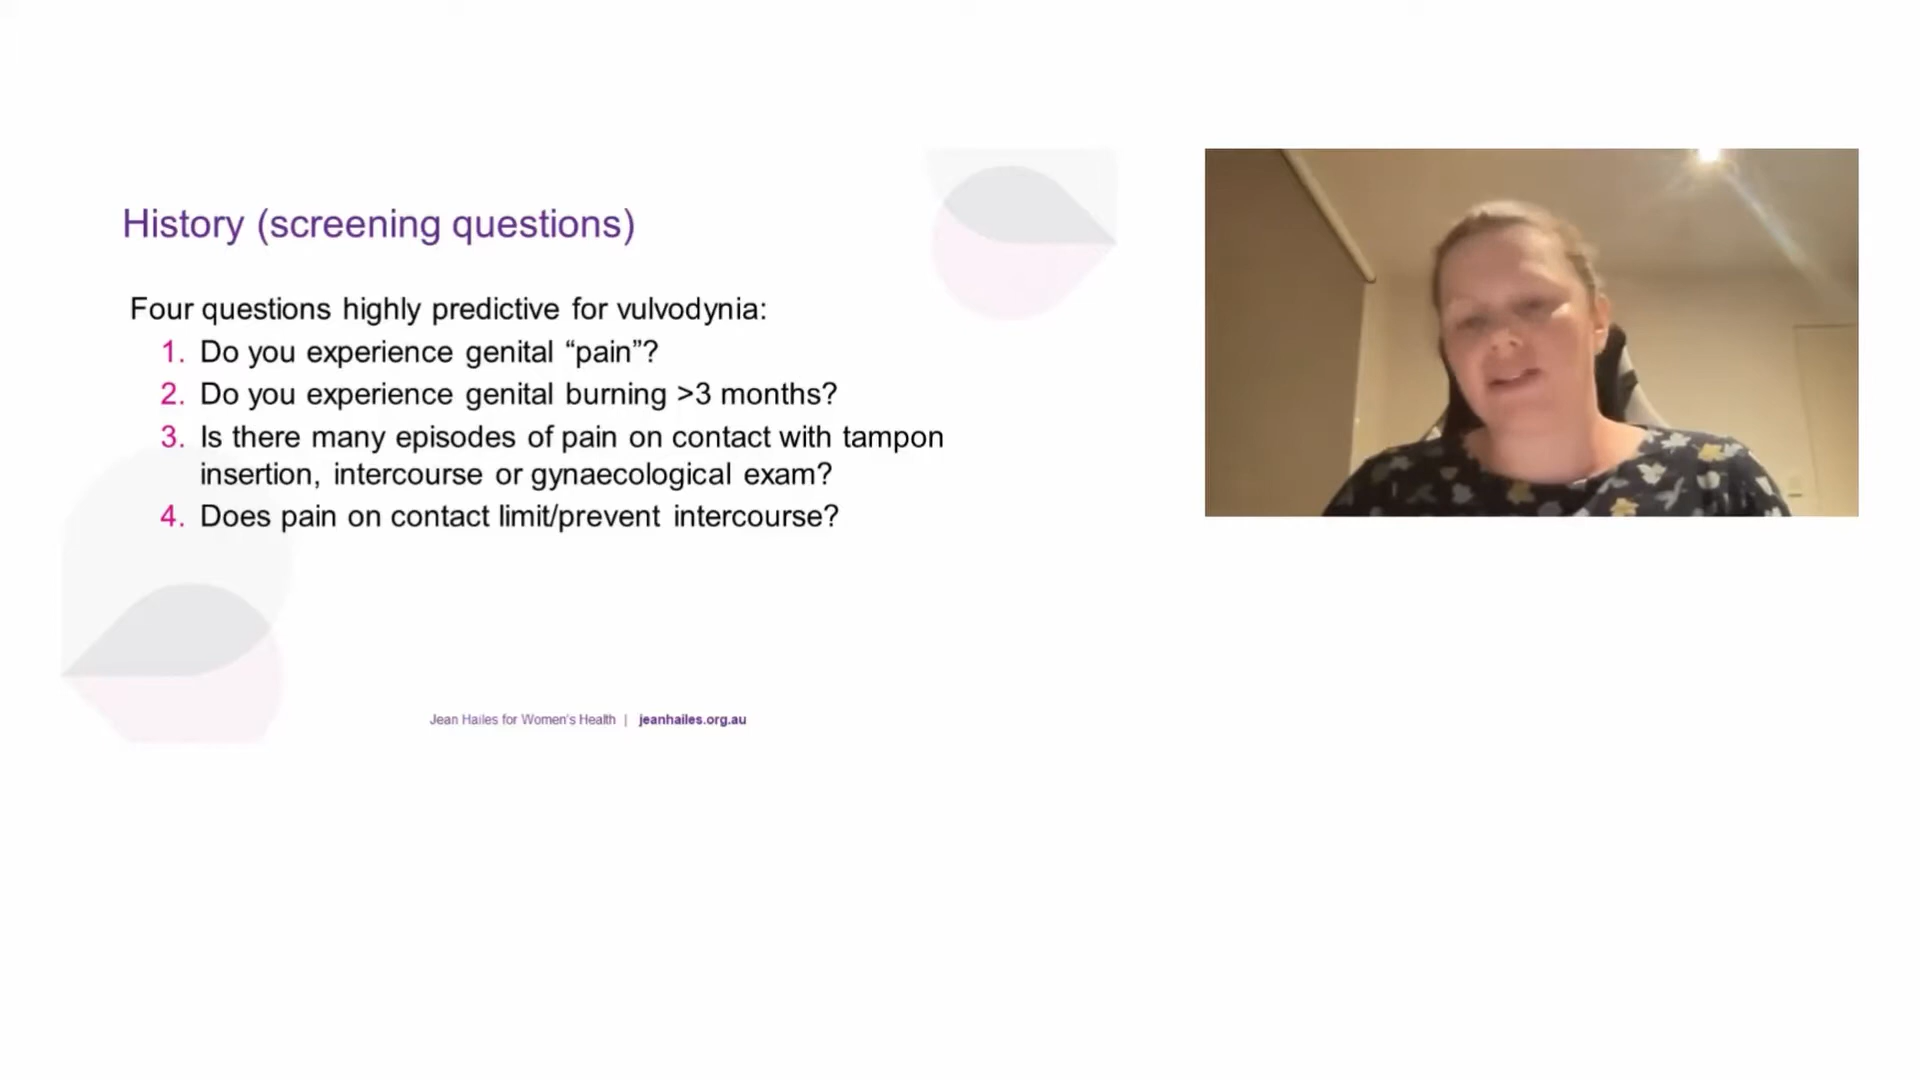 History (screening questions)
Four questions highly predictive for vulvodynia:
1. Do you experience genital “pain”?
2. Do you experience genital burning >3 months?
3. Is there many episodes of pain on contact with tampon
insertion, intercourse or gynaecological exam?
4. Does pain on contact limit/prevent intercourse?
Jean Hailes for Women's Health | jeanhailes.org.au